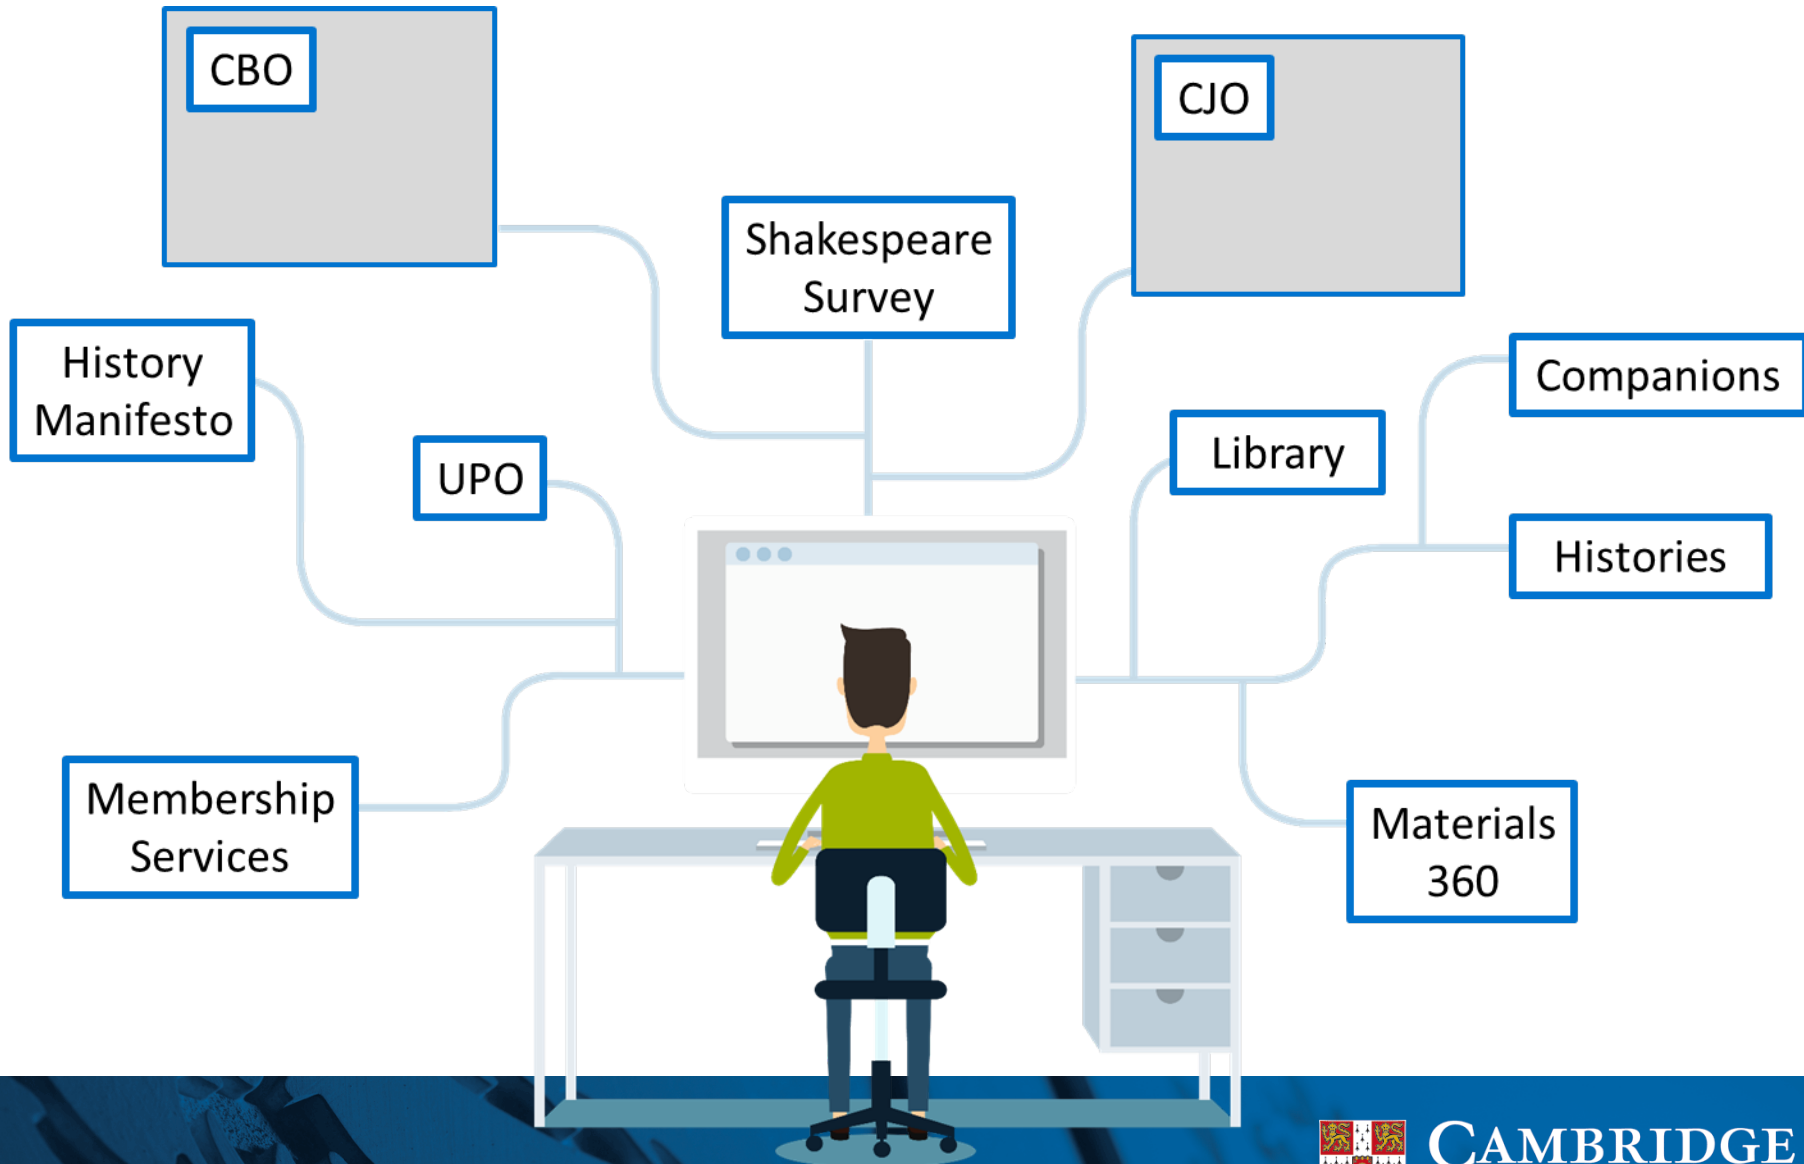 CBO
CJO
Shakespeare
Survey
History
Manifesto
Companions
UPO
Library
Histories
Membership
Services
Materials
360
CAMBRIDGE